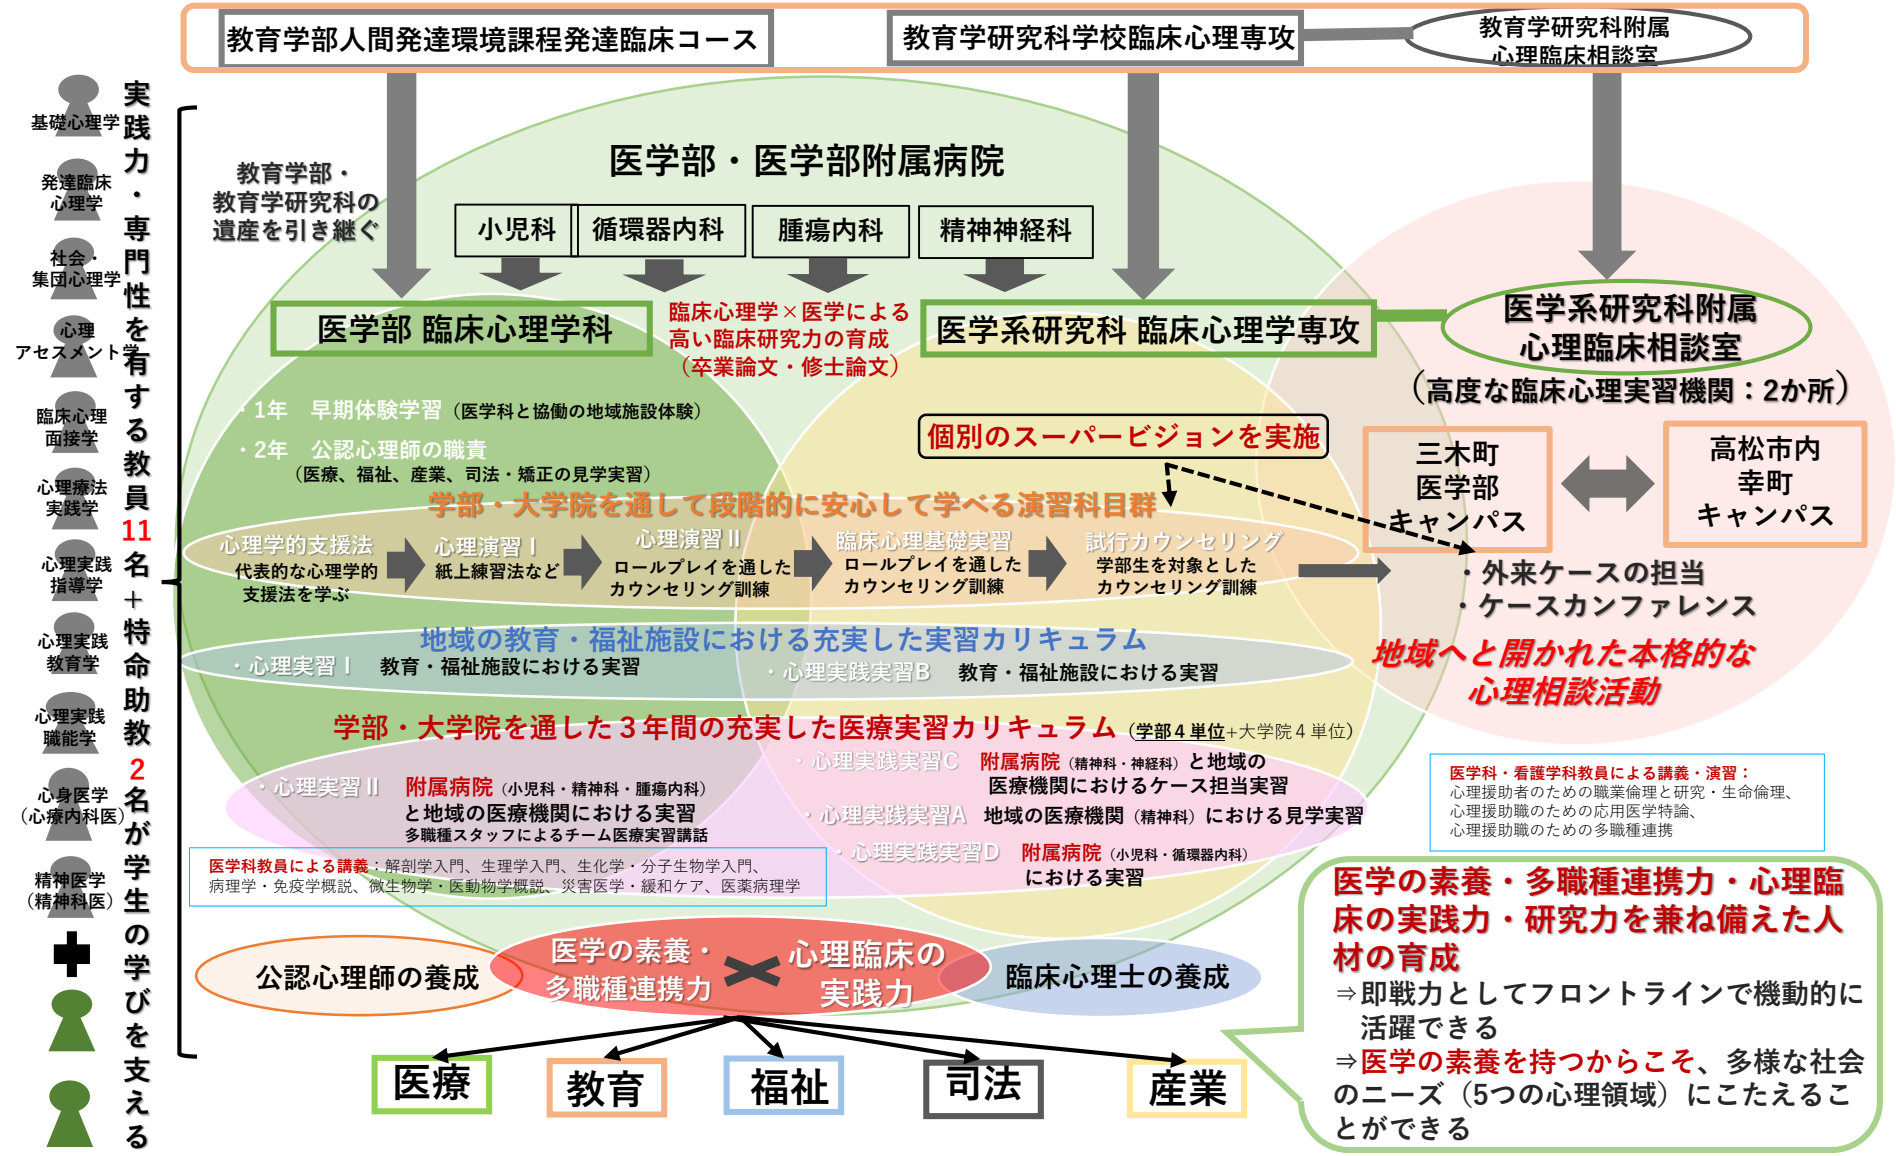 教育学部人間発達環境課程発達臨床コース
教育学研究科学校臨床心理専攻
教育学研究科附属
心理臨床相談室
実践力・専門性を有する教員11名＋特命助教2名が学生の学びを支える
基礎心理学
発達臨床
心理学
社会・
集団心理学
心理
アセスメント学
臨床心理
面接学
心理療法
実践学
心理実践
指導学
心理実践
教育学
心理実践
職能学
心身医学
（心療内科医）
精神医学
（精神科医）
教育学部・
教育学研究科の
遺産を引き継ぐ
医学部・医学部附属病院
小児科
循環器内科
腫瘍内科
精神神経科
医学部 臨床心理学科
臨床心理学×医学による
高い臨床研究力の育成
（卒業論文・修士論文）
医学系研究科 臨床心理学専攻
医学系研究科附属
心理臨床相談室
（高度な臨床心理実習機関：2か所）
・1年　早期体験学習（医学科と協働の地域施設体験）
・2年　公認心理師の職責
（医療、福祉、産業、司法・矯正の見学実習）
個別のスーパービジョンを実施
三木町
医学部
キャンパス
高松市内
幸町
キャンパス
学部・大学院を通して段階的に安心して学べる演習科目群
心理学的支援法
代表的な心理学的
支援法を学ぶ
心理演習Ⅰ
紙上練習法など
心理演習Ⅱ
ロールプレイを通した
カウンセリング訓練
臨床心理基礎実習
ロールプレイを通した
カウンセリング訓練
試行カウンセリング
学部生を対象とした
カウンセリング訓練
・外来ケースの担当
・ケースカンファレンス
地域へと開かれた本格的な
心理相談活動
地域の教育・福祉施設における充実した実習カリキュラム
・心理実習Ⅰ　教育・福祉施設における実習
・心理実践実習B　教育・福祉施設における実習
学部・大学院を通した３年間の充実した医療実習カリキュラム（学部４単位+大学院４単位）
・心理実習Ⅱ　附属病院（小児科・精神科・腫瘍内科）
と地域の医療機関における実習
多職種スタッフによるチーム医療実習講話
・心理実践実習C　附属病院（精神科・神経科）と地域の
医療機関におけるケース担当実習
・心理実践実習A　地域の医療機関（精神科）における見学実習
・心理実践実習D　附属病院（小児科・循環器内科）
における実習
医学科教員による講義：解剖学入門、生理学入門、生化学・分子生物学入門、
病理学・免疫学概説、微生物学・医動物学概説、災害医学・緩和ケア、医薬病理学
医学科・看護学科教員による講義・演習：
心理援助者のための職業倫理と研究・生命倫理、
心理援助職のための応用医学特論、
心理援助職のための多職種連携
公認心理師の養成
医学の素養・
多職種連携力
心理臨床の
実践力
臨床心理士の養成
医療
教育
福祉
司法
産業
医学の素養・多職種連携力・心理臨
床の実践力・研究力を兼ね備えた人
材の育成
⇒即戦力としてフロントラインで機動的に
活躍できる
⇒医学の素養を持つからこそ、多様な社会
のニーズ（5つの心理領域）にこたえるこ
とができる